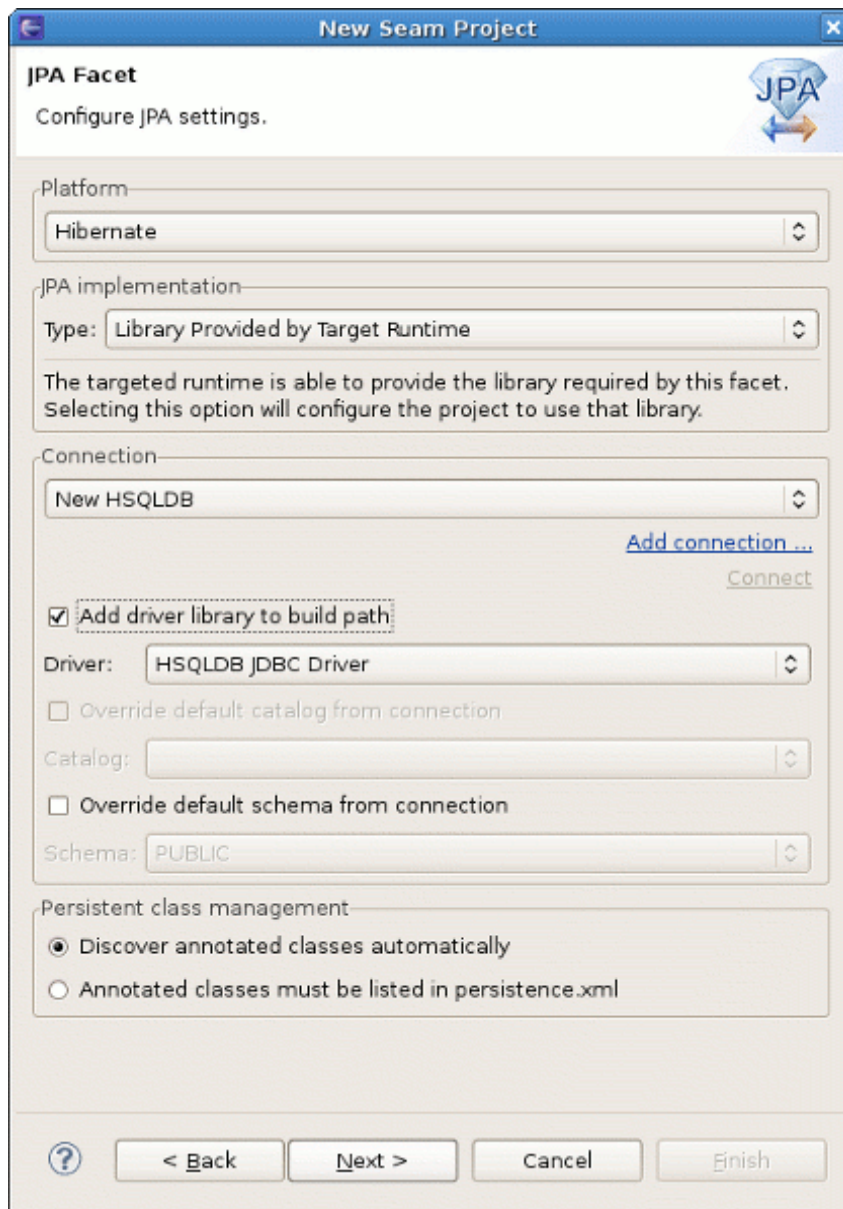 New Seam Project
JPA Facet
Configure JPA settings.
JPA
Platform
Hibernate
JPA implementation
Type: Library Provided by Target Runtime
The targeted runtime is able to provide the library required by this facet.
Selecting this option will configure the project to use that library.
Connection
New HSQLDB
Add connection ...
Connect
Add driver library to build path
Driver: HSQLDB JDBC Driver
Override default catalog from connection
Catalog:
Override default schema from connection
Schema: PUBLIC
Persistent class management
Discover annotated classes automatically
Annotated classes must be listed in persistence.xml
? < Back Next > Cancel Finish